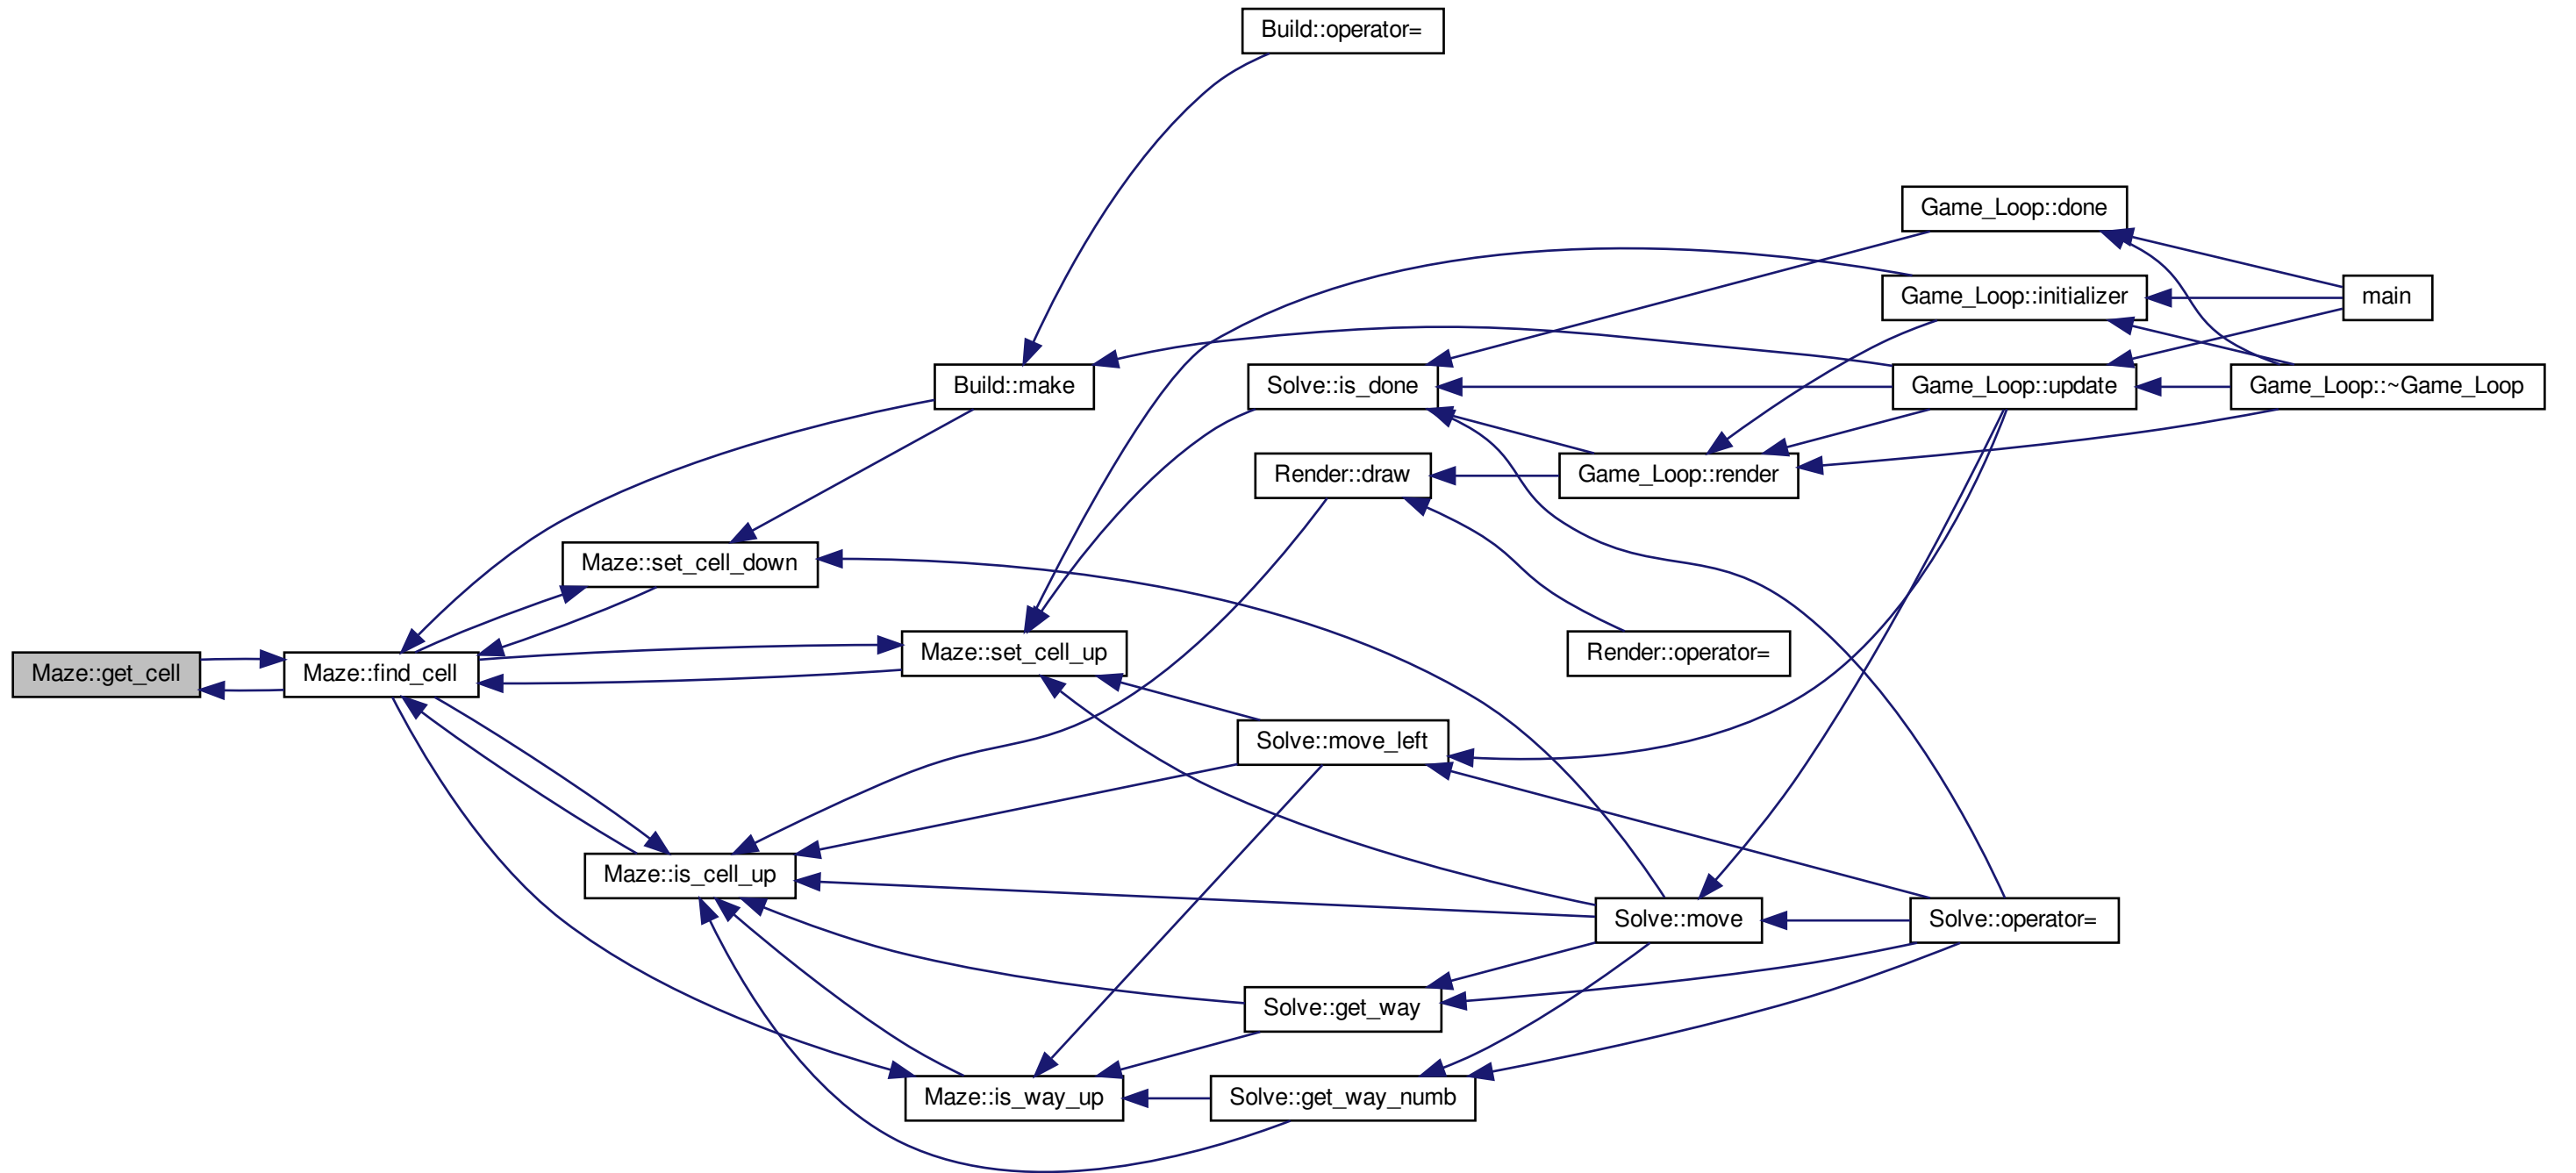 Build::operator=
Game_Loop::done
Game_Loop::initializer
main
Build::make
Solve::is_done
Game_Loop::update
Game_Loop::~Game_Loop
Render::draw
Game_Loop::render
Maze::set_cell_down
Maze::get_cell
Maze::find_cell
Maze::set_cell_up
Render::operator=
Solve::move_left
Maze::is_cell_up
Solve::move
Solve::operator=
Solve::get_way
Maze::is_way_up
Solve::get_way_numb